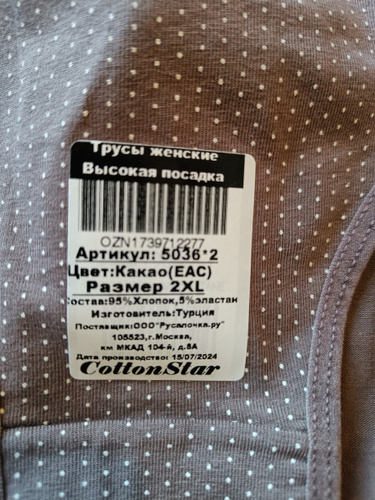 Трусы женские
Высокая посадка
OZN1739712277
Артикул: 5036*2
Цвет:Какао(EAC)
Размер 2XL
Состав:95%Хлопок,5%эластан
Изготовитель:Турция
Поставщик:ООО"Русалочка.ру"
105523,г.Москва,
км МКАД 104-й, д.8А
Дата производство: 15/07/2024
CottonStar